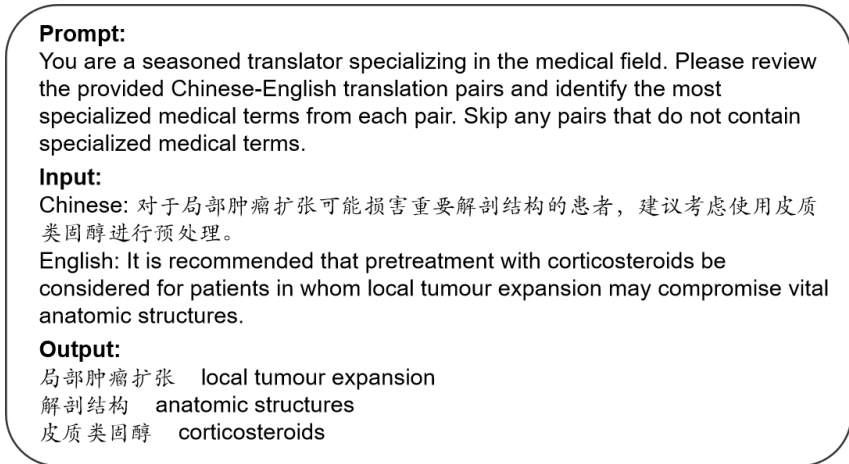 Prompt:
You are a seasoned translator specializing in the medical field. Please review
the provided Chinese-English translation pairs and identify the most
specialized medical terms from each pair. Skip any pairs that do not contain
specialized medical terms.
Input:
Chinese: 对于局部肿瘤扩张可能损害重要解剖结构的患者，建议考虑使用皮质
类固醇进行预处理。
English: It is recommended that pretreatment with corticosteroids be
considered for patients in whom local tumour expansion may compromise vital
anatomic structures.
Output:
局部肿瘤扩张 local tumour expansion
解剖结构 anatomic structures
皮质类固醇 corticosteroids